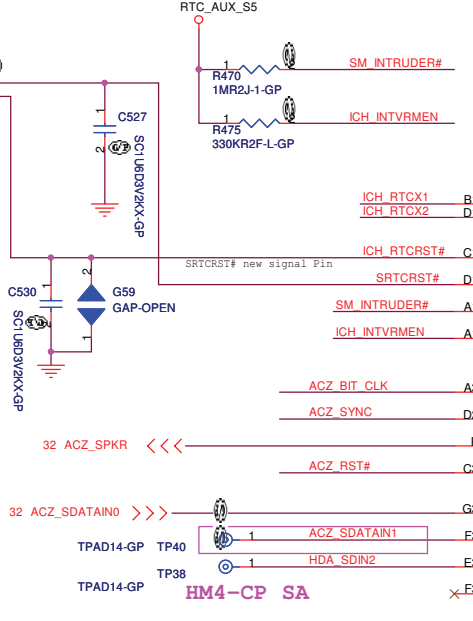 RTC_AUX_S5
1
SM_INTRUDER#
R470
1MR2J-1-GP
1
ICH_INTVRMEN
R475
330KR2F-L-GP
1
C527
2
SC1U6D3V2KX-GP
ICH_RTCX1
B
ICH_RTCX2
D
ICH_RTCRST#
C
SRTCRST# new signal Pin
SRTCRST#
D
C530
1
SC1U6D3V2KX-GP
2
G59
GAP-OPEN
1
SM_INTRUDER#
A
ICH_INTVRMEN
A
ACZ_BIT_CLK
ACZ_SYNC
32 ACZ_SPKR
ACZ_RST#
32 ACZ_SDATAIN0
1
ACZ_SDATAIN1
TPAD14-GP TP40
1
HDA_SDIN2
TP38
TPAD14-GP
HM4-CP SA